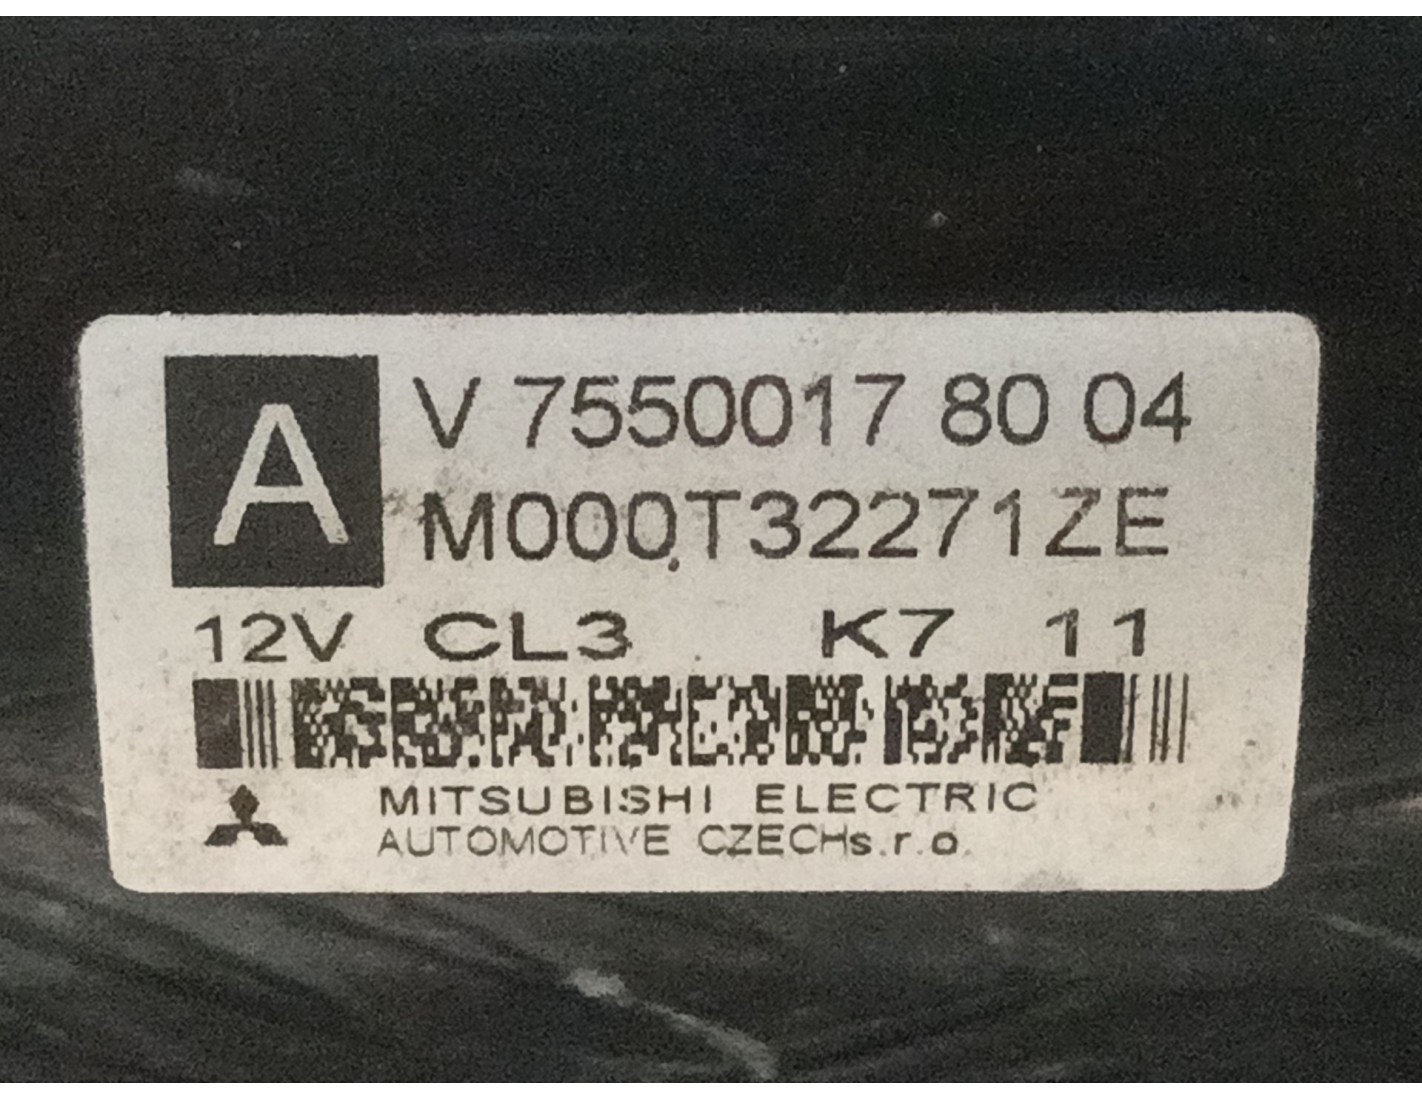 A
V 7550017 80 04
M000T32271ZE
12V CL3 K7 11
MITSUBISHI ELECTRIC
AUTOMOTIVE CZECHs.r.o.